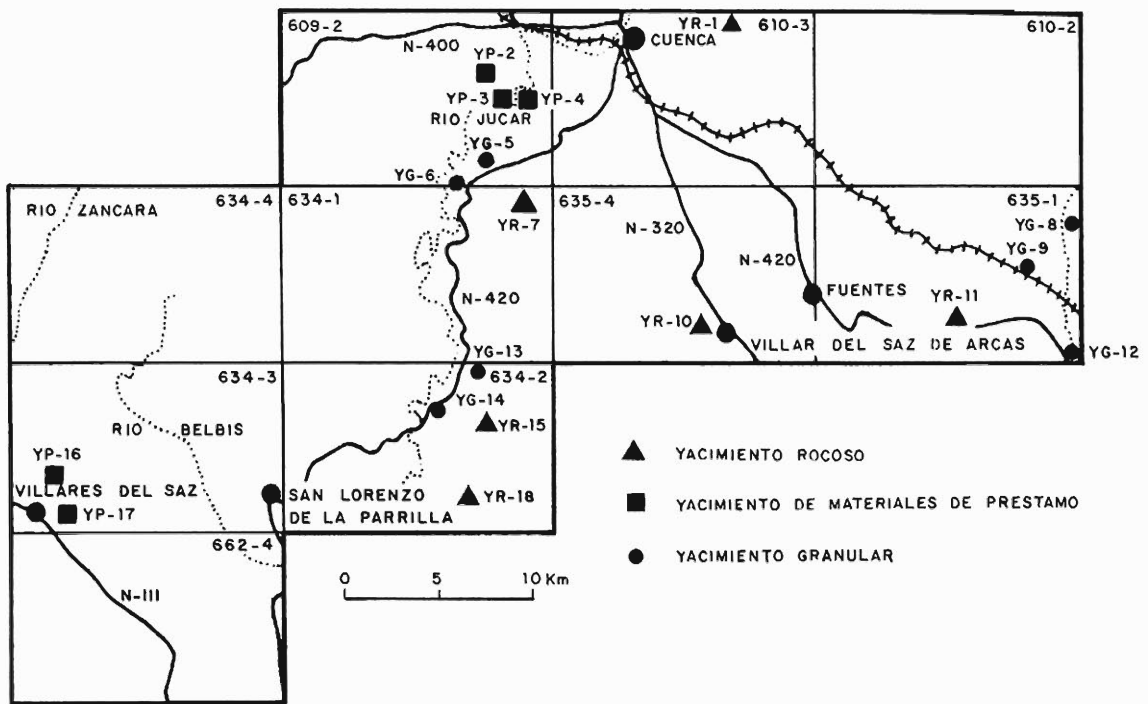 609-2
YR-1
610-3
610-2
N-400
CUENCA
YP-2
YP-3
YP-4
RIO JUCAR
YG-5
YG-6
RIO ZANCARA
634-4
634-1
YR-7
635-4
635-1
YG-8
N-320
YG-9
N-420
N-420
FUENTES
YR-11
YR-10
VILLAR DEL SAZ DE ARCAS
YG-12
YG-13
634-3
634-2
YG-14
RIO BELBIS
YR-15
YACIMIENTO ROCOSO
YP-16
VILLARES DEL SAZ
SAN LORENZO
DE LA PARRILLA
YR-18
YACIMIENTO DE MATERIALES DE PRESTAMO
YP-17
662-4
YACIMIENTO GRANULAR
0 5 10 Km
N-III